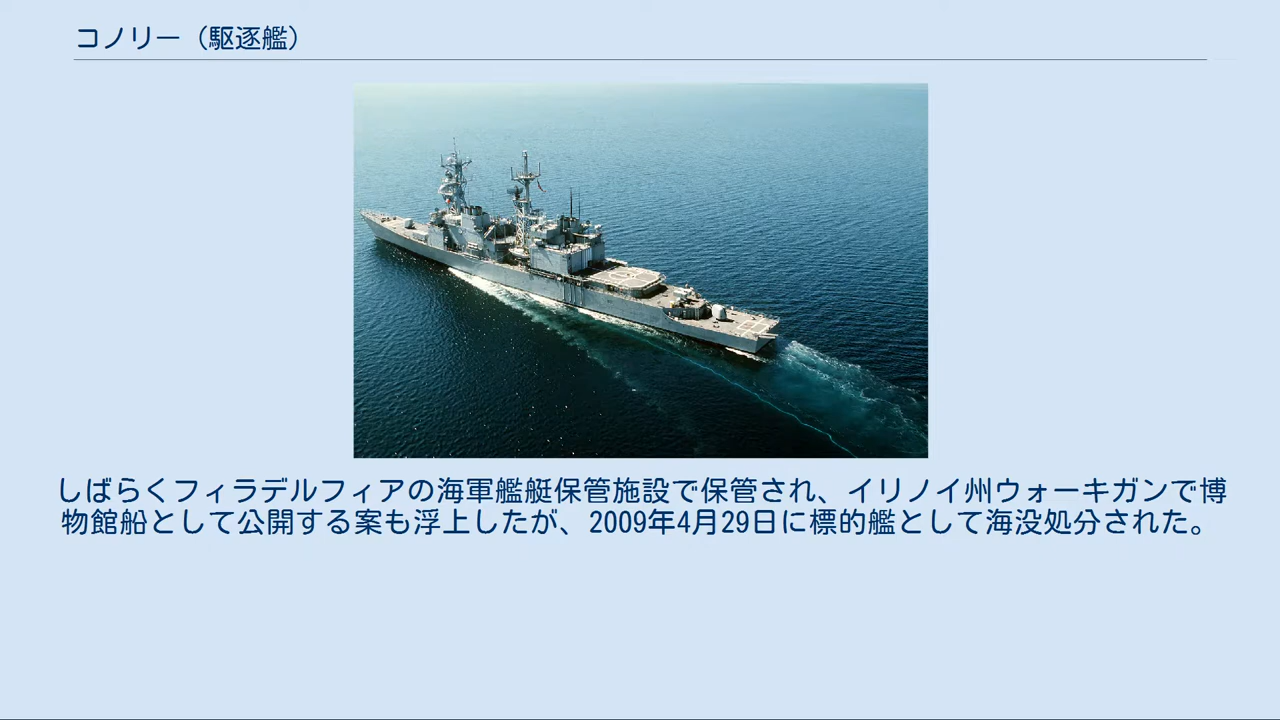 コノリー（駆逐艦）
しばらくフィラデルフィアの海軍艦艇保管施設で保管され、イリノイ州ウォーキガンで博
物館船として公開する案も浮上したが、2009年4月29日に標的艦として海没処分された。